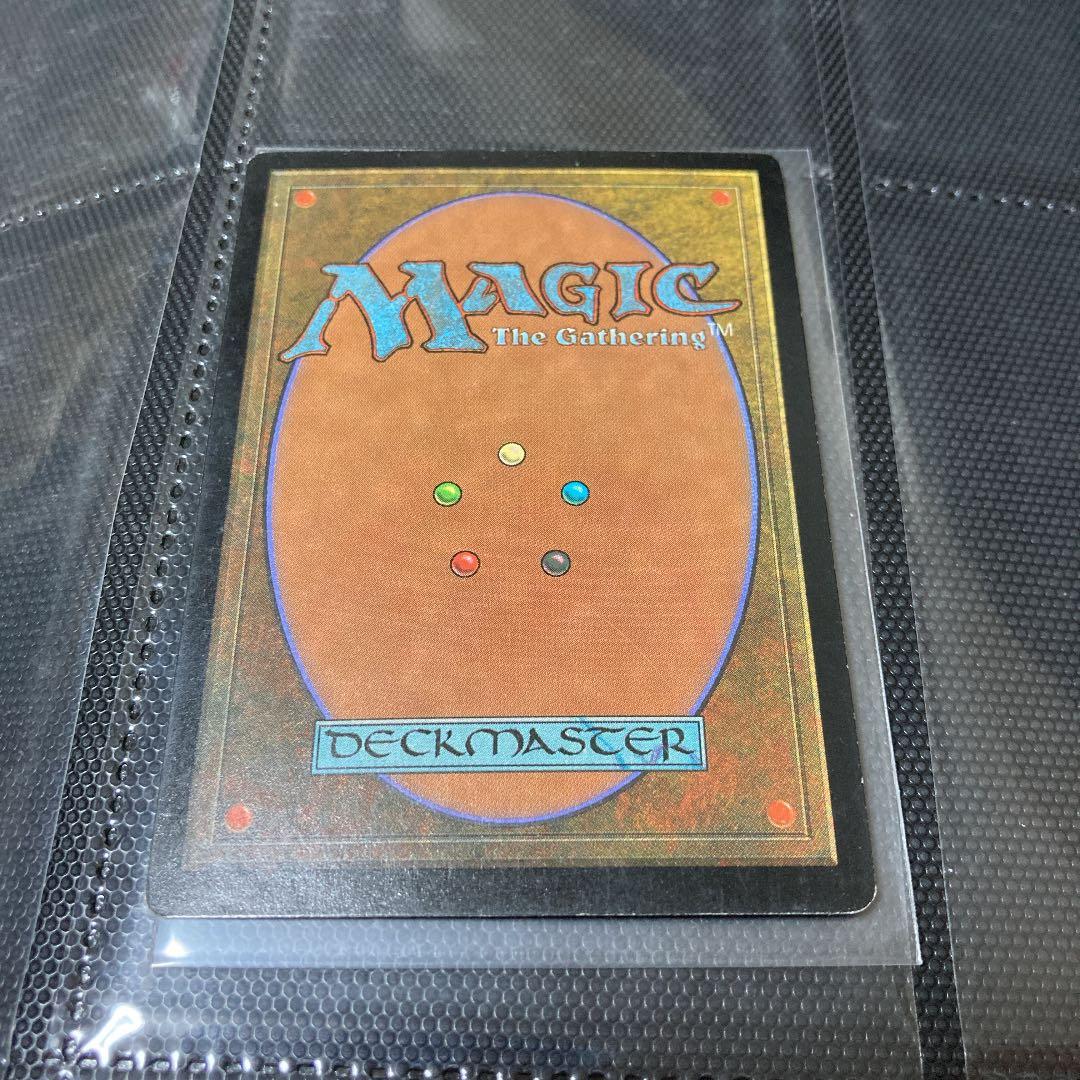 MAGIC
The Gathering™
DECKMASTER